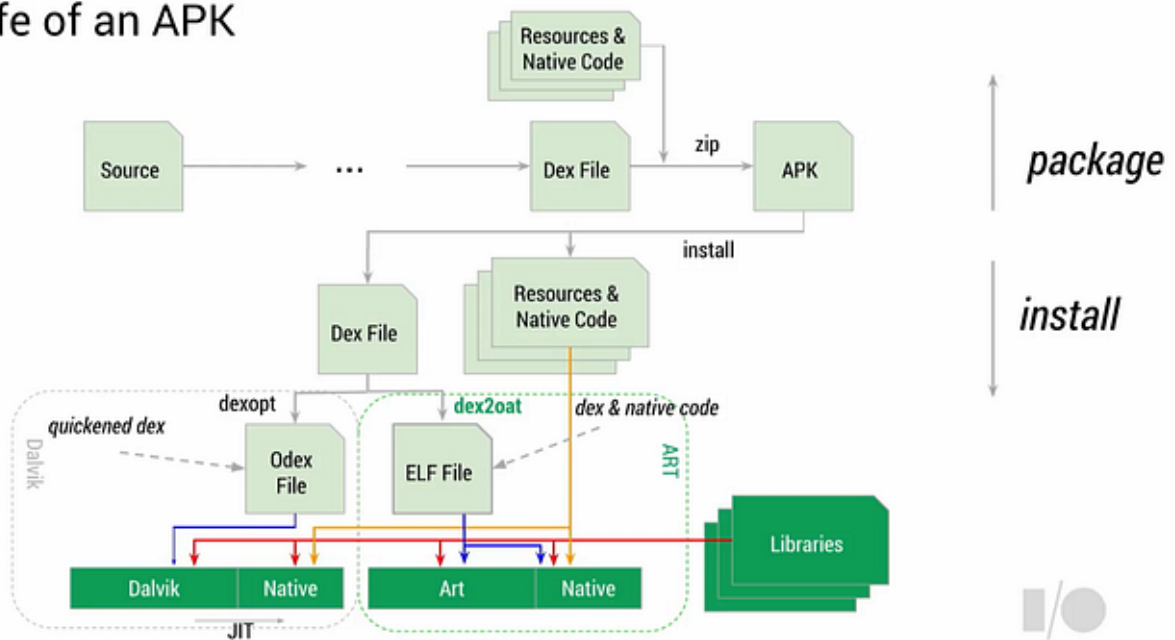 fe of an APK
Resources &
Native Code
Source
...
Dex File
zip
APK
package
install
Dex File
Resources &
Native Code
install
dexopt
dex2oat
dex & native code
quickened dex
Dalvik
Odex
File
ELF File
ART
Libraries
Dalvik
Native
Art
Native
JIT
I/O